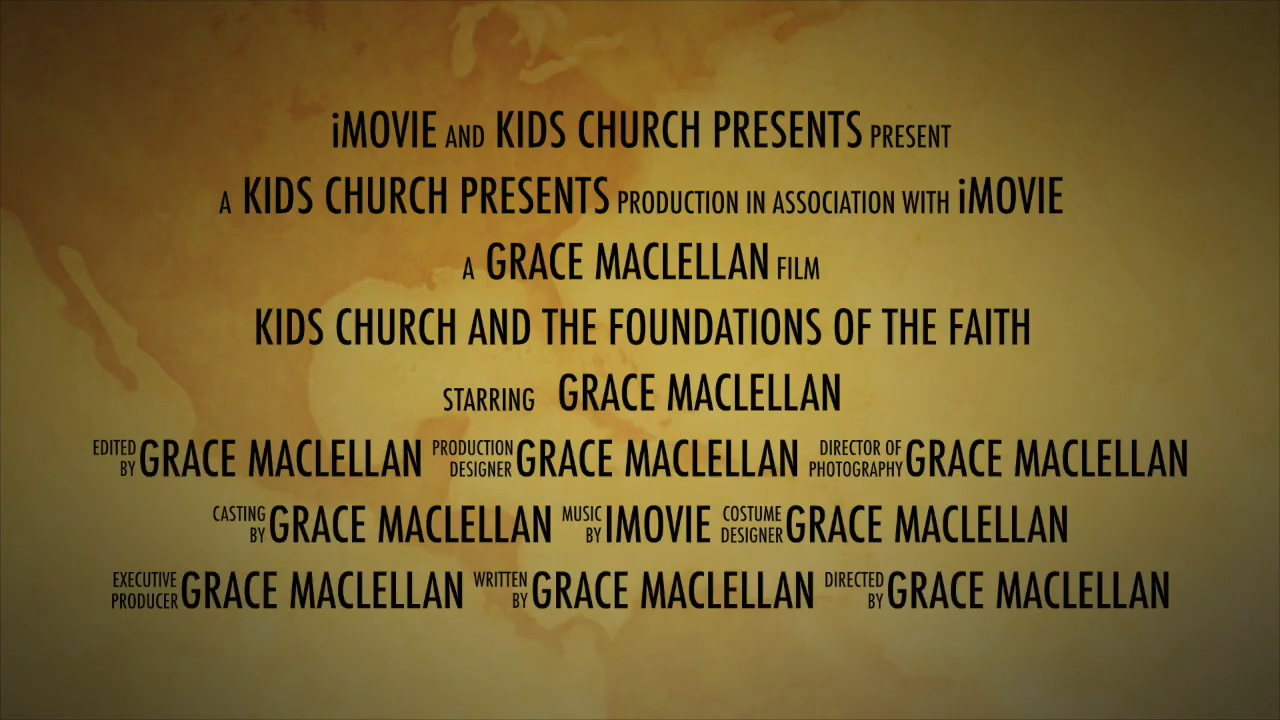 iMOVIE AND KIDS CHURCH PRESENTS PRESENT
A KIDS CHURCH PRESENTS PRODUCTION IN ASSOCIATION WITH iMOVIE
A GRACE MACLELLAN FILM
KIDS CHURCH AND THE FOUNDATIONS OF THE FAITH
STARRING GRACE MACLELLAN
EDITED BY GRACE MACLELLAN PRODUCTION DESIGNER GRACE MACLELLAN DIRECTOR OF PHOTOGRAPHY GRACE MACLELLAN
CASTING BY GRACE MACLELLAN MUSIC BY IMOVIE COSTUME DESIGNER GRACE MACLELLAN
EXECUTIVE PRODUCER GRACE MACLELLAN WRITTEN BY GRACE MACLELLAN DIRECTED BY GRACE MACLELLAN